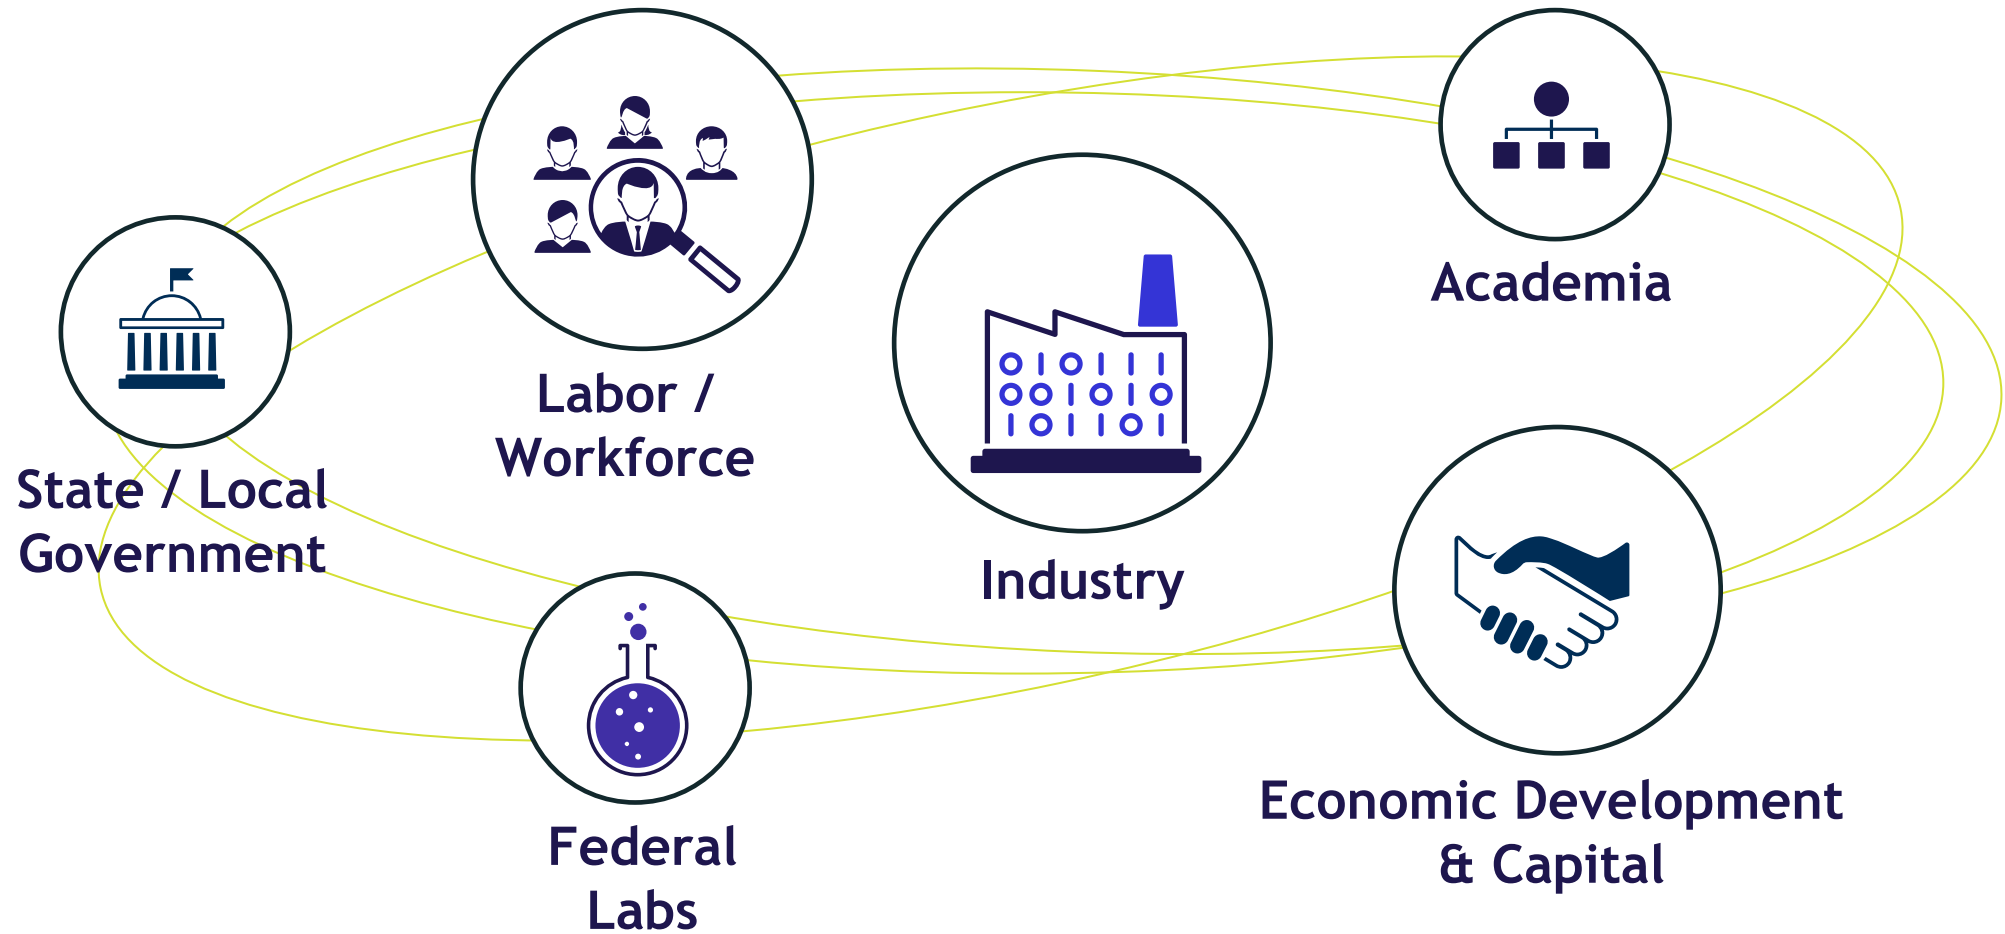 Labor /
Workforce
Academia
State / Local
Government
Industry
Federal
Labs
Economic Development
& Capital